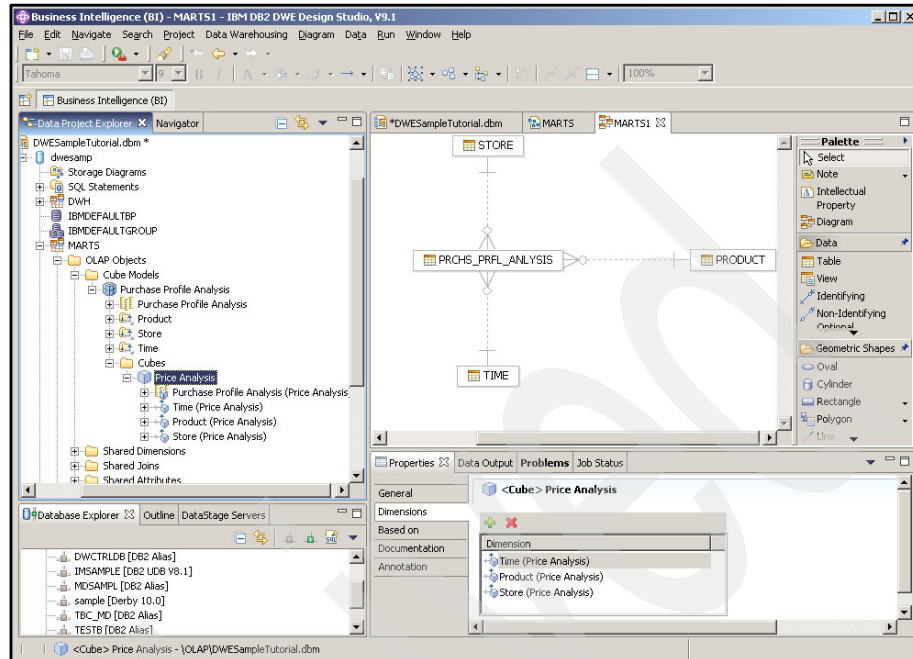 Business Intelligence (BI) - MARTS1 - IBM DB2 DWE Design Studio, V9.1
File Edit Navigate Search Project Data Warehousing Diagram Data Run Window Help
Tahoma 9 B I A 100%
Business Intelligence (BI)
Data Project Explorer Navigator
DWESampleTutorial.dbm *
dwesamp
Storage Diagrams
SQL Statements
DWH
IBMDEFAULTBP
IBMDEFAULTGROUP
MARTS
OLAP Objects
Cube Models
Purchase Profile Analysis
Purchase Profile Analysis
Product
Store
Time
Cubes
Price Analysis
Purchase Profile Analysis (Price Analysis
Time (Price Analysis)
Product (Price Analysis)
Store (Price Analysis)
Shared Dimensions
Shared Joins
Shared Attributes
Database Explorer Outline DataStage Servers
DWCTRLDB [DB2 Alias]
IMSAMPLE [DB2 UDB V8.1]
MDSAMPL [DB2 Alias]
sample [Derby 10.0]
TBC_MD [DB2 Alias]
TESTB [DB2 Alias]
*DWESampleTutorial.dbm MARTS MARTS1
STORE
PRCHS_PRFL_ANLYSIS
PRODUCT
TIME
Palette
Select
Note
Intellectual
Property
Diagram
Data
Table
View
Identifying
Non-Identifying
Optional
Geometric Shapes
Oval
Cylinder
Rectangle
Polygon
Line
Properties Data Output Problems Job Status
General
Dimensions
Based on
Documentation
Annotation
<Cube> Price Analysis
Dimension
Time (Price Analysis)
Product (Price Analysis)
Store (Price Analysis)
<Cube> Price Analysis - \OLAP\DWESampleTutorial.dbm